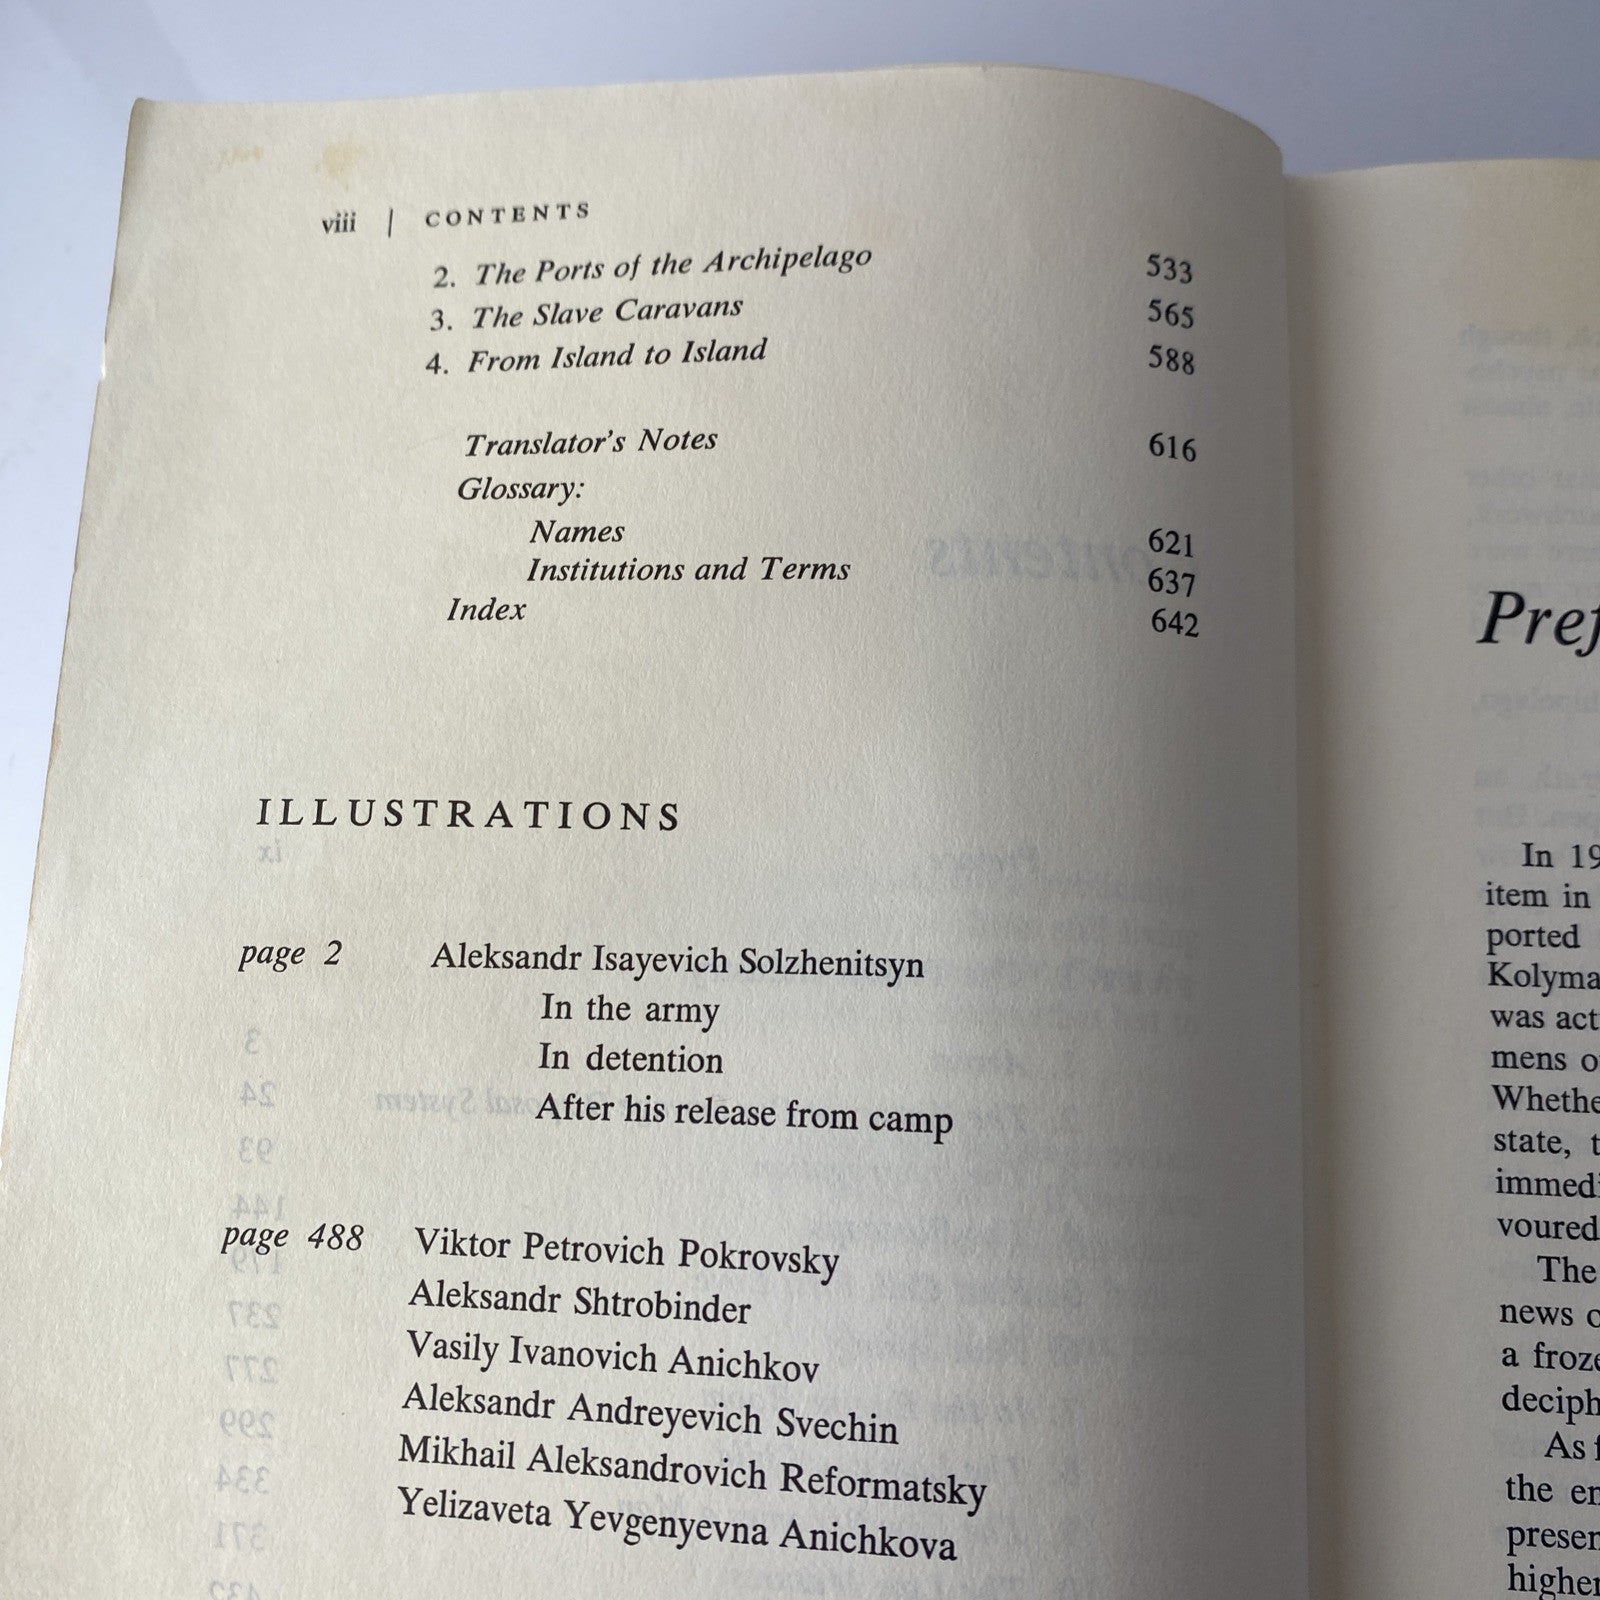 viii | CONTENTS
2. The Ports of the Archipelago 533
3. The Slave Caravans 565
4. From Island to Island 588
Translator's Notes 616
Glossary:
Names 621
Institutions and Terms 637
Index 642
ILLUSTRATIONS
page 2 Aleksandr Isayevich Solzhenitsyn
In the army
In detention
After his release from camp
page 488 Viktor Petrovich Pokrovsky
Aleksandr Shtrobinder
Vasily Ivanovich Anichkov
Aleksandr Andreyevich Svechin
Mikhail Aleksandrovich Reformatsky
Yelizaveta Yevgenyevna Anichkova
Pref
In 19
item in
ported
Kolyma
was act
mens o
Whethe
state, t
immedi
voured
The
news o
a froze
deciph
As f
the en
presen
higher